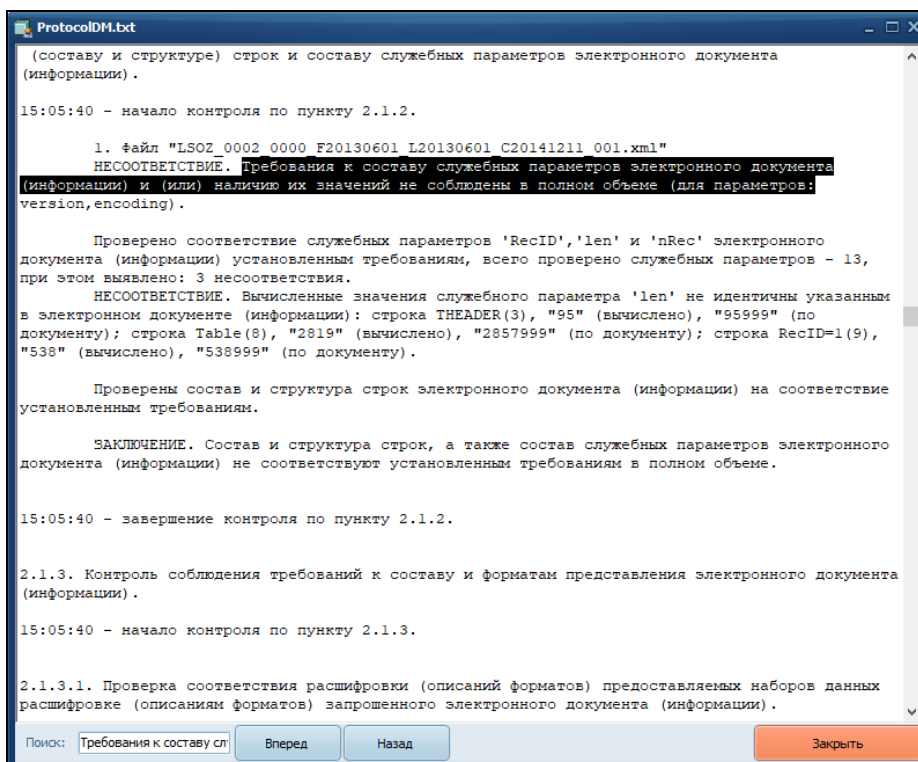 ProtocolDM.txt
(составу и структуре) строк и составу служебных параметров электронного документа
(информации).
15:05:40 - начало контроля по пункту 2.1.2.
1. Файл "LSOZ_0002_0000_F20130601_L20130601_C20141211_001.xml"
НЕСООТВЕТСТВИЕ. Требования к составу служебных параметров электронного документа
(информации) и (или) наличию их значений не соблюдены в полном объеме (для параметров:
version,encoding).
Проверено соответствие служебных параметров 'RecID','len' и 'nRec' электронного
документа (информации) установленным требованиям, всего проверено служебных параметров - 13,
при этом выявлено: 3 несоответствия.
НЕСООТВЕТСТВИЕ. Вычисленные значения служебного параметра 'len' не идентичны указанным
в электронном документе (информации): строка THEADER(3), "95" (вычислено), "95999" (по
документу); строка Table(8), "2819" (вычислено), "2857999" (по документу); строка RecID=1(9),
"538" (вычислено), "538999" (по документу).
Проверены состав и структура строк электронного документа (информации) на соответствие
установленным требованиям.
ЗАКЛЮЧЕНИЕ. Состав и структура строк, а также состав служебных параметров электронного
документа (информации) не соответствуют установленным требованиям в полном объеме.
15:05:40 - завершение контроля по пункту 2.1.2.
2.1.3. Контроль соблюдения требований к составу и форматам представления электронного документа
(информации).
15:05:40 - начало контроля по пункту 2.1.3.
2.1.3.1. Проверка соответствия расшифровки (описаний форматов) предоставляемых наборов данных
расшифровке (описаниям форматов) запрошенного электронного документа (информации).
Поиск: Требования к составу сл Вперед Назад Закрыть